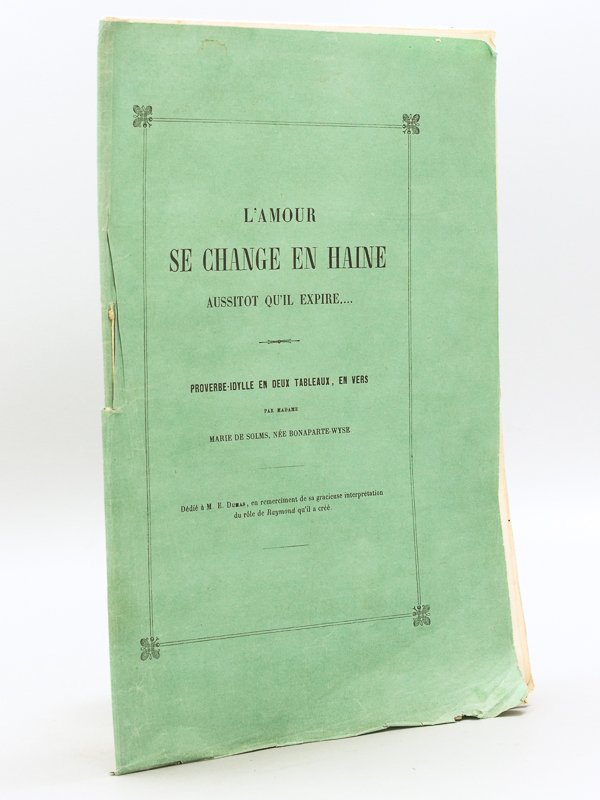 L'AMOUR
SE CHANGE EN HAINE
AUSSITOT QU'IL EXPIRE....
PROVERBE-IDYLLE EN DEUX TABLEAUX, EN VERS
PAR MADAME
MARIE DE SOLMS, NÉE BONAPARTE-WYSE
Dédié à M. E. DUMAS, en remercîment de sa gracieuse interprétation
du rôle de Raymond qu'il a créé.